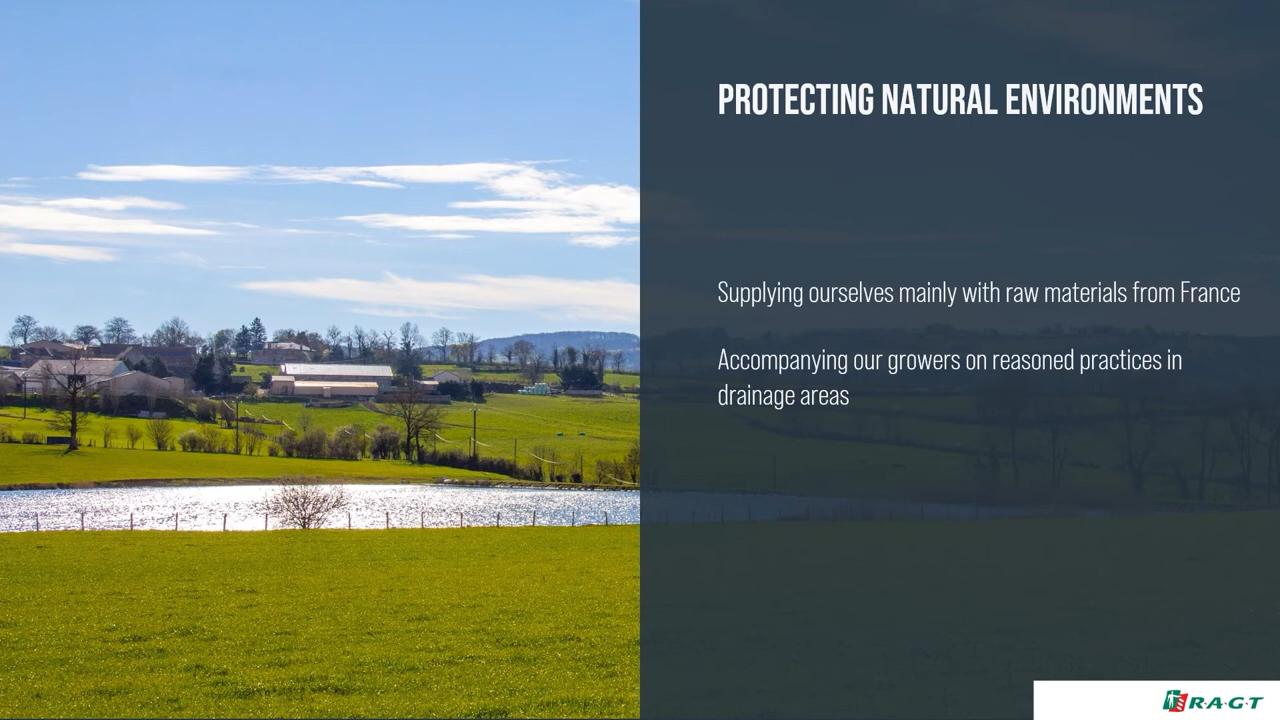 PROTECTING NATURAL ENVIRONMENTS
Supplying ourselves mainly with raw materials from France
Accompanying our growers on reasoned practices in
drainage areas
R·A·G·T